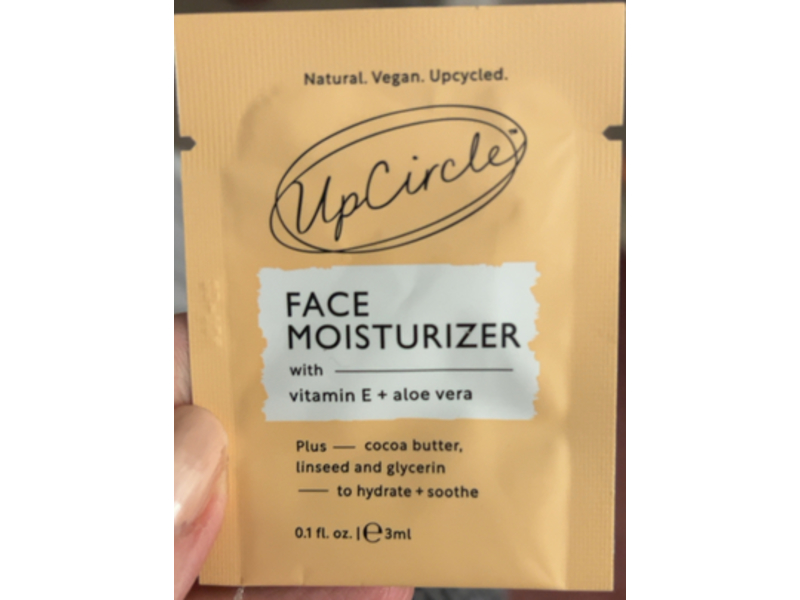 Natural. Vegan. Upcycled.
UpCircle™
FACE
MOISTURIZER
with
vitamin E + aloe vera
Plus — cocoa butter,
linseed and glycerin
— to hydrate + soothe
0.1 fl. oz. | ℮ 3ml